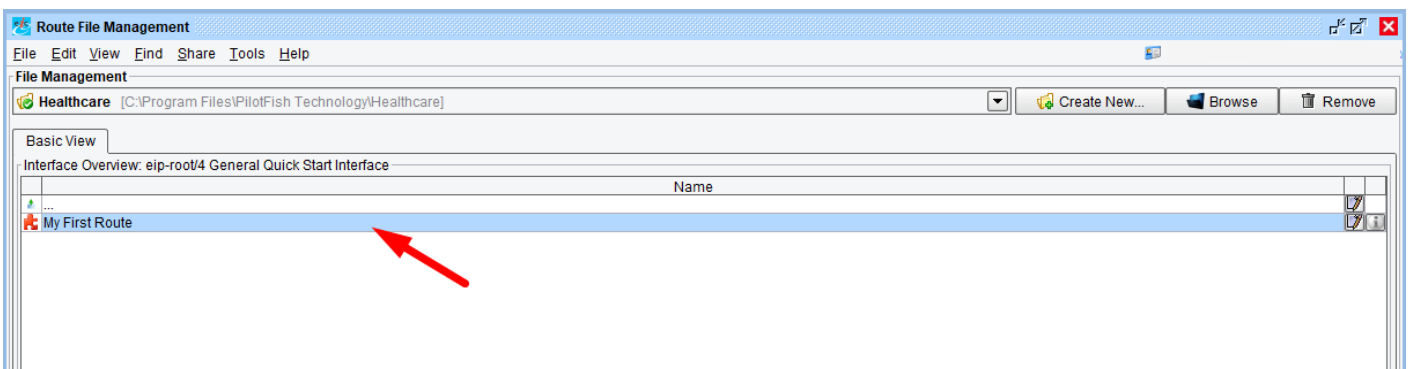 Route File Management
File Edit View Find Share Tools Help
File Management
Healthcare [C:\Program Files\PilotFish Technology\Healthcare] Create New... Browse Remove
Basic View
Interface Overview: eip-root/4 General Quick Start Interface
Name
...
My First Route